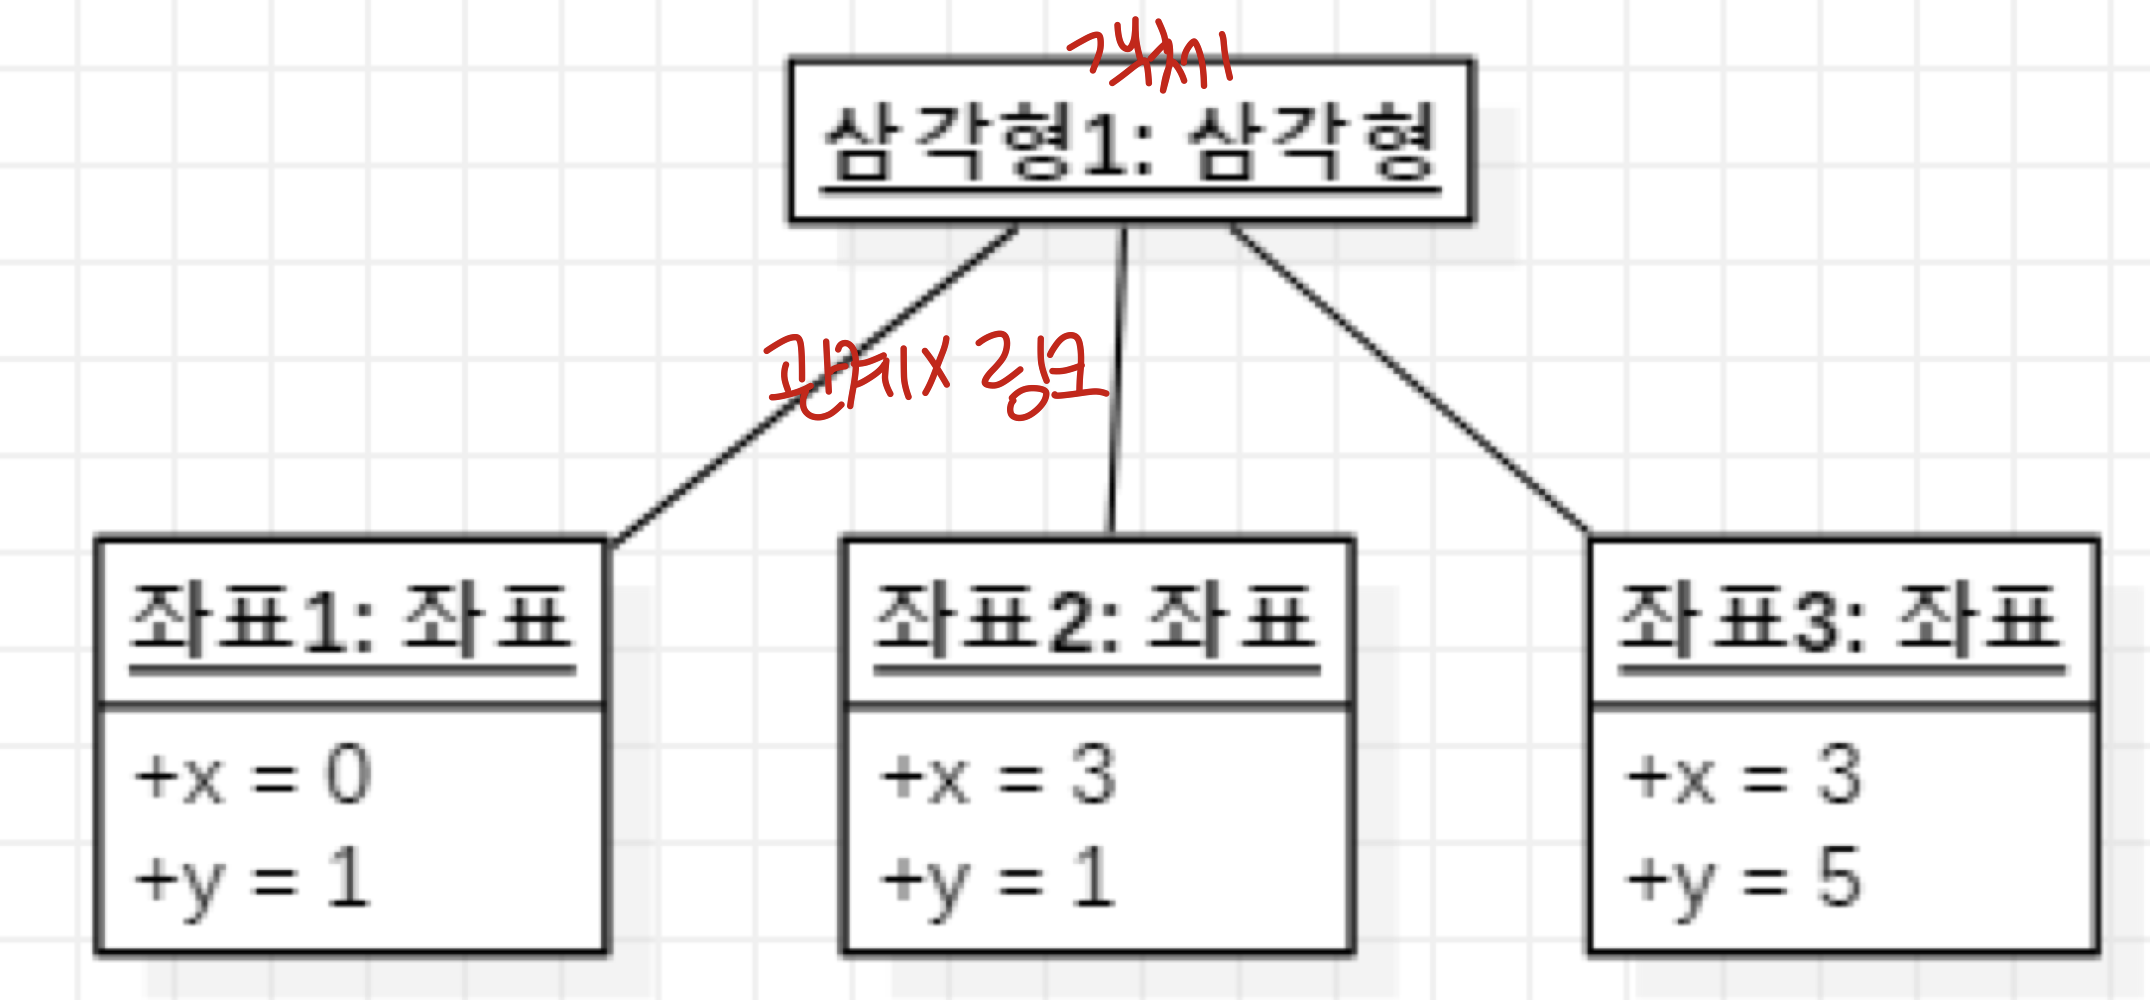 객체
삼각형1: 삼각형
관계X 링크
좌표1: 좌표
+x = 0
+y = 1
좌표2: 좌표
+x = 3
+y = 1
좌표3: 좌표
+x = 3
+y = 5